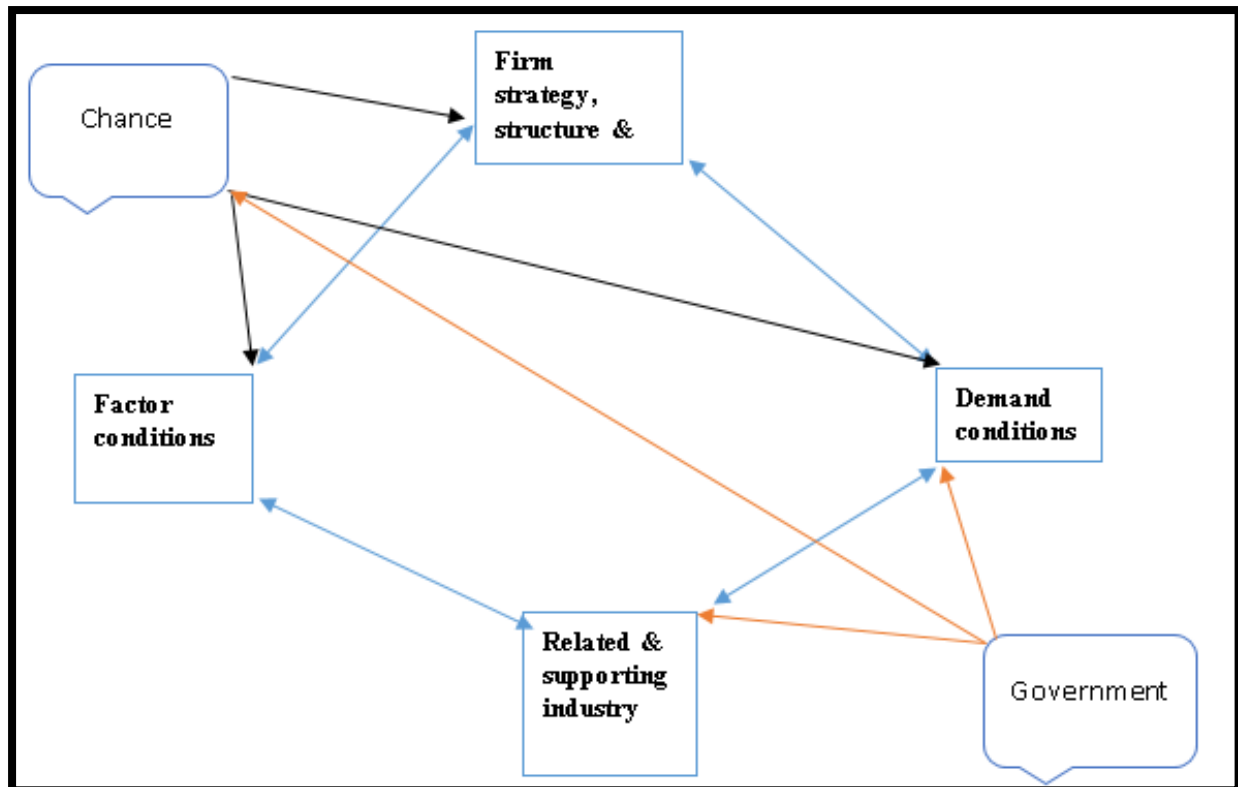 Firm
strategy,
structure &
Chance
Factor
conditions
Demand
conditions
Related &
supporting
industry
Government